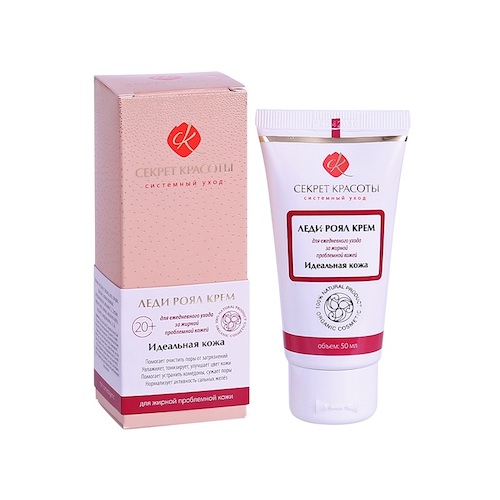 СК
СЕКРЕТ КРАСОТЫ
системный уход
ЛЕДИ РОЯЛ КРЕМ
20+
для ежедневного ухода
за жирной
проблемной кожей
Идеальная кожа
Помогает очистить поры от загрязнений
Увлажняет, тонизирует, улучшает цвет кожи
Помогает устранить комедоны, сужает поры
Нормализует активность сальных желёз
для жирной проблемной кожи
СК
СЕКРЕТ КРАСОТЫ
системный уход
ЛЕДИ РОЯЛ КРЕМ
Для ежедневного ухода
за жирной
проблемной кожей
Идеальная кожа
100% NATURAL PRODUCT
ORGANIC COSMETIC
объем: 50 мл